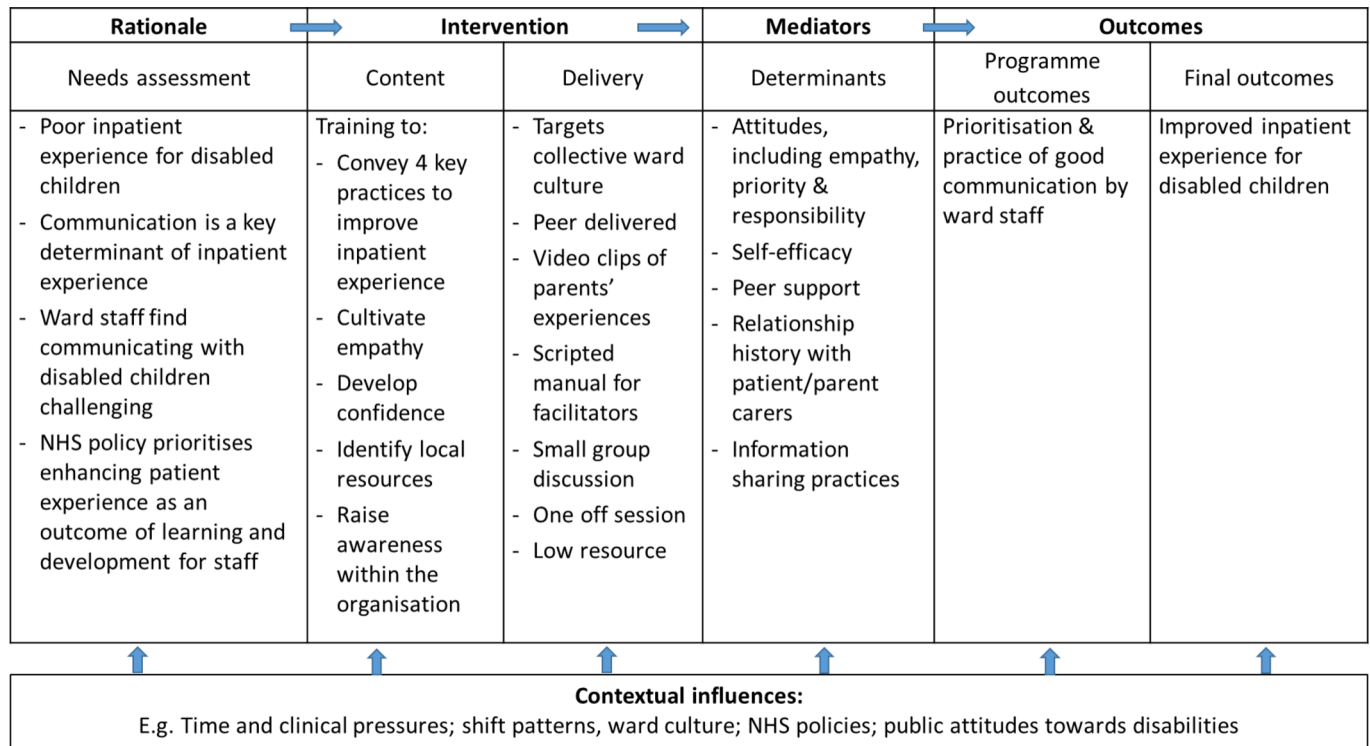 Rationale
Intervention
Mediators
Outcomes
Needs assessment
Content
Delivery
Determinants
Programme
outcomes
Final outcomes
- Poor inpatient
experience for disabled
children
- Communication is a key
determinant of inpatient
experience
- Ward staff find
communicating with
disabled children
challenging
- NHS policy prioritises
enhancing patient
experience as an
outcome of learning and
development for staff
Training to:
- Convey 4 key
practices to
improve
inpatient
experience
- Cultivate
empathy
- Develop
confidence
- Identify local
resources
- Raise
awareness
within the
organisation
- Targets
collective ward
culture
- Peer delivered
- Video clips of
parents’
experiences
- Scripted
manual for
facilitators
- Small group
discussion
- One off session
- Low resource
- Attitudes,
including empathy,
priority &
responsibility
- Self-efficacy
- Peer support
- Relationship
history with
patient/parent
carers
- Information
sharing practices
Prioritisation &
practice of good
communication by
ward staff
Improved inpatient
experience for
disabled children
Contextual influences:
E.g. Time and clinical pressures; shift patterns, ward culture; NHS policies; public attitudes towards disabilities